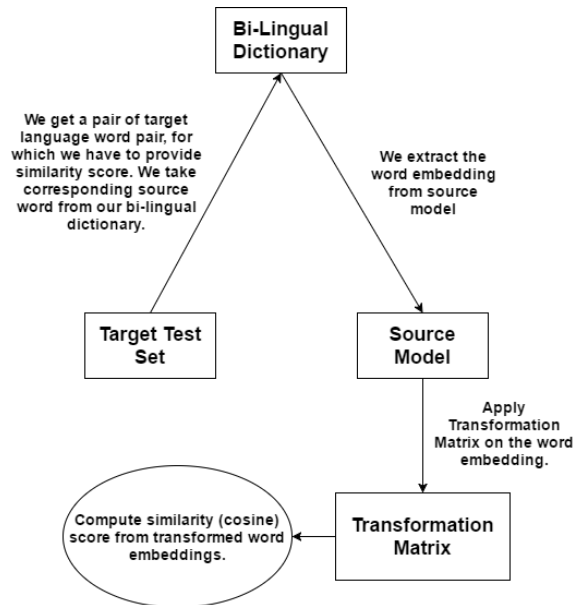 Bi-Lingual
Dictionary
We get a pair of target
language word pair, for
which we have to provide
similarity score. We take
corresponding source
word from our bi-lingual
dictionary.
We extract the
word embedding
from source
model
Target Test
Set
Source
Model
Apply
Transformation
Matrix on the word
embedding.
Compute similarity (cosine)
score from transformed word
embeddings.
Transformation
Matrix